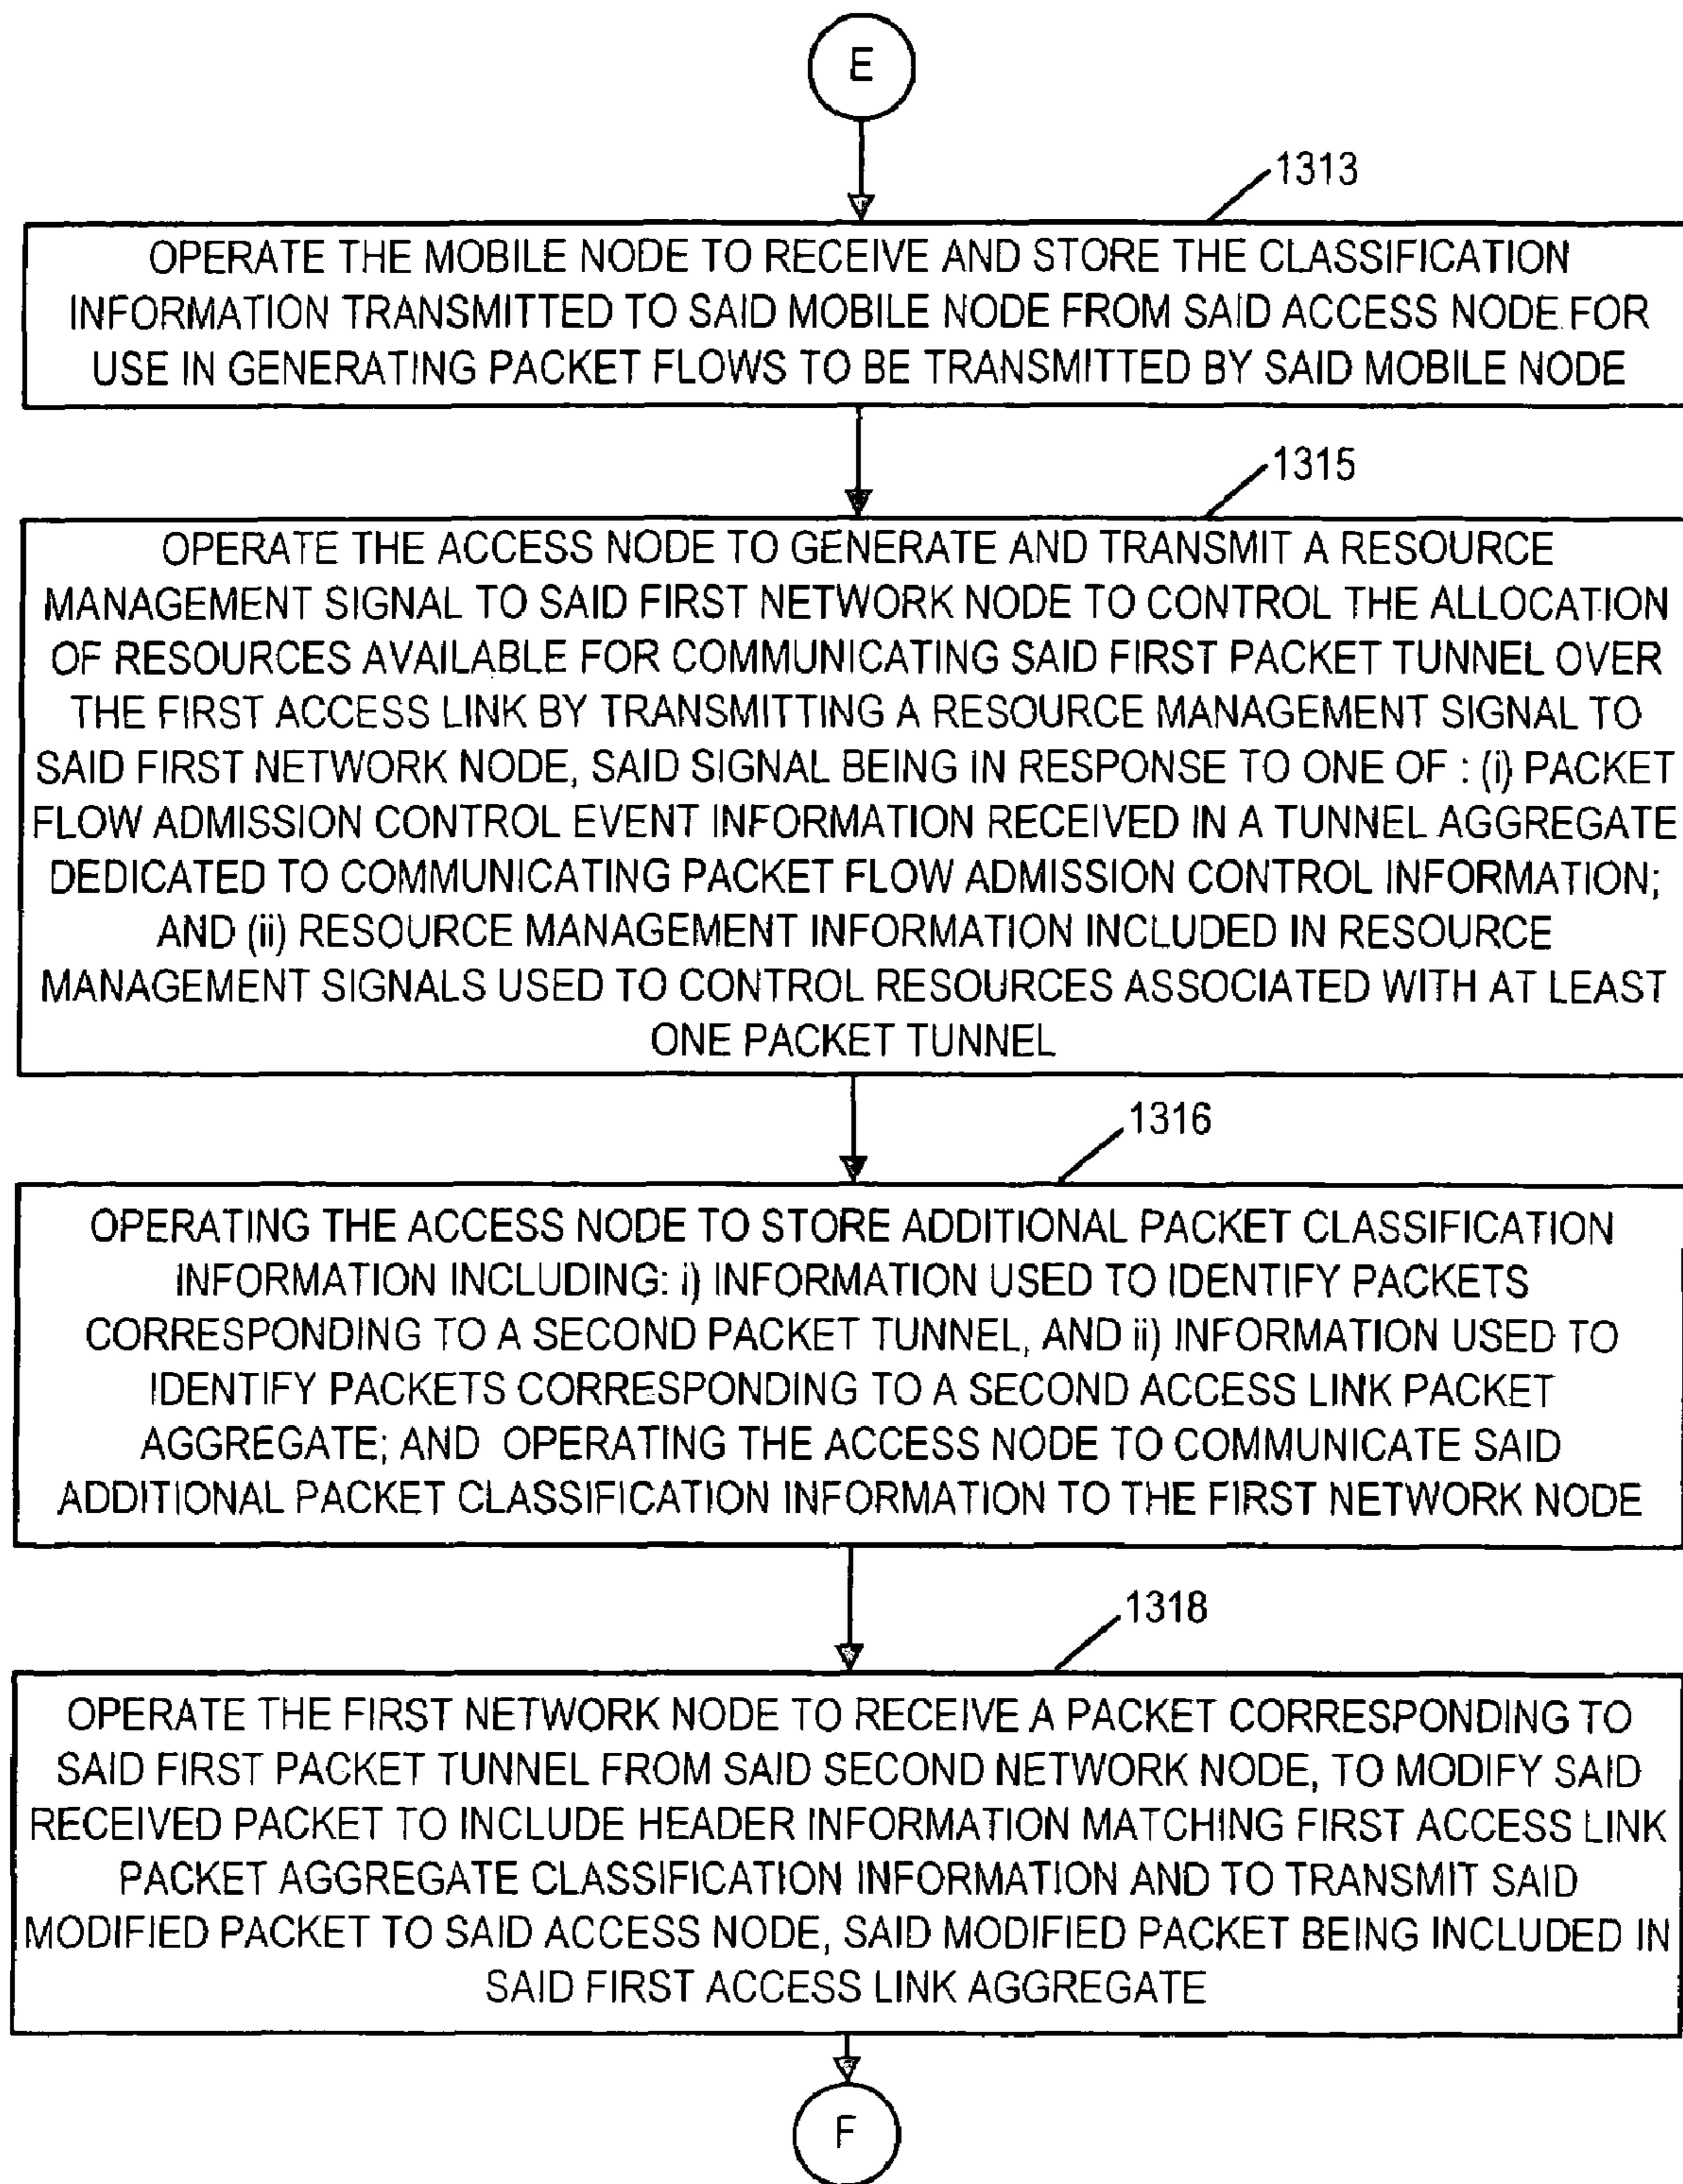 E
1313
OPERATE THE MOBILE NODE TO RECEIVE AND STORE THE CLASSIFICATION
INFORMATION TRANSMITTED TO SAID MOBILE NODE FROM SAID ACCESS NODE FOR
USE IN GENERATING PACKET FLOWS TO BE TRANSMITTED BY SAID MOBILE NODE
1315
OPERATE THE ACCESS NODE TO GENERATE AND TRANSMIT A RESOURCE
MANAGEMENT SIGNAL TO SAID FIRST NETWORK NODE TO CONTROL THE ALLOCATION
OF RESOURCES AVAILABLE FOR COMMUNICATING SAID FIRST PACKET TUNNEL OVER
THE FIRST ACCESS LINK BY TRANSMITTING A RESOURCE MANAGEMENT SIGNAL TO
SAID FIRST NETWORK NODE, SAID SIGNAL BEING IN RESPONSE TO ONE OF : (i) PACKET
FLOW ADMISSION CONTROL EVENT INFORMATION RECEIVED IN A TUNNEL AGGREGATE
DEDICATED TO COMMUNICATING PACKET FLOW ADMISSION CONTROL INFORMATION;
AND (ii) RESOURCE MANAGEMENT INFORMATION INCLUDED IN RESOURCE
MANAGEMENT SIGNALS USED TO CONTROL RESOURCES ASSOCIATED WITH AT LEAST
ONE PACKET TUNNEL
1316
OPERATING THE ACCESS NODE TO STORE ADDITIONAL PACKET CLASSIFICATION
INFORMATION INCLUDING: i) INFORMATION USED TO IDENTIFY PACKETS
CORRESPONDING TO A SECOND PACKET TUNNEL, AND ii) INFORMATION USED TO
IDENTIFY PACKETS CORRESPONDING TO A SECOND ACCESS LINK PACKET
AGGREGATE; AND OPERATING THE ACCESS NODE TO COMMUNICATE SAID
ADDITIONAL PACKET CLASSIFICATION INFORMATION TO THE FIRST NETWORK NODE
1318
OPERATE THE FIRST NETWORK NODE TO RECEIVE A PACKET CORRESPONDING TO
SAID FIRST PACKET TUNNEL FROM SAID SECOND NETWORK NODE, TO MODIFY SAID
RECEIVED PACKET TO INCLUDE HEADER INFORMATION MATCHING FIRST ACCESS LINK
PACKET AGGREGATE CLASSIFICATION INFORMATION AND TO TRANSMIT SAID
MODIFIED PACKET TO SAID ACCESS NODE, SAID MODIFIED PACKET BEING INCLUDED IN
SAID FIRST ACCESS LINK AGGREGATE
F